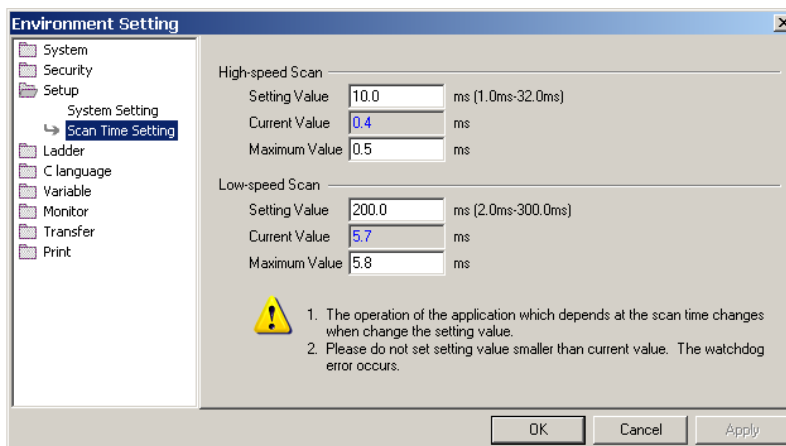 Environment Setting
System
Security
Setup
System Setting
Scan Time Setting
Ladder
C language
Variable
Monitor
Transfer
Print
High-speed Scan
Setting Value 10.0 ms (1.0ms-32.0ms)
Current Value 0.4 ms
Maximum Value 0.5 ms
Low-speed Scan
Setting Value 200.0 ms (2.0ms-300.0ms)
Current Value 5.7 ms
Maximum Value 5.8 ms
1. The operation of the application which depends at the scan time changes
when change the setting value.
2. Please do not set setting value smaller than current value. The watchdog
error occurs.
OK Cancel Apply